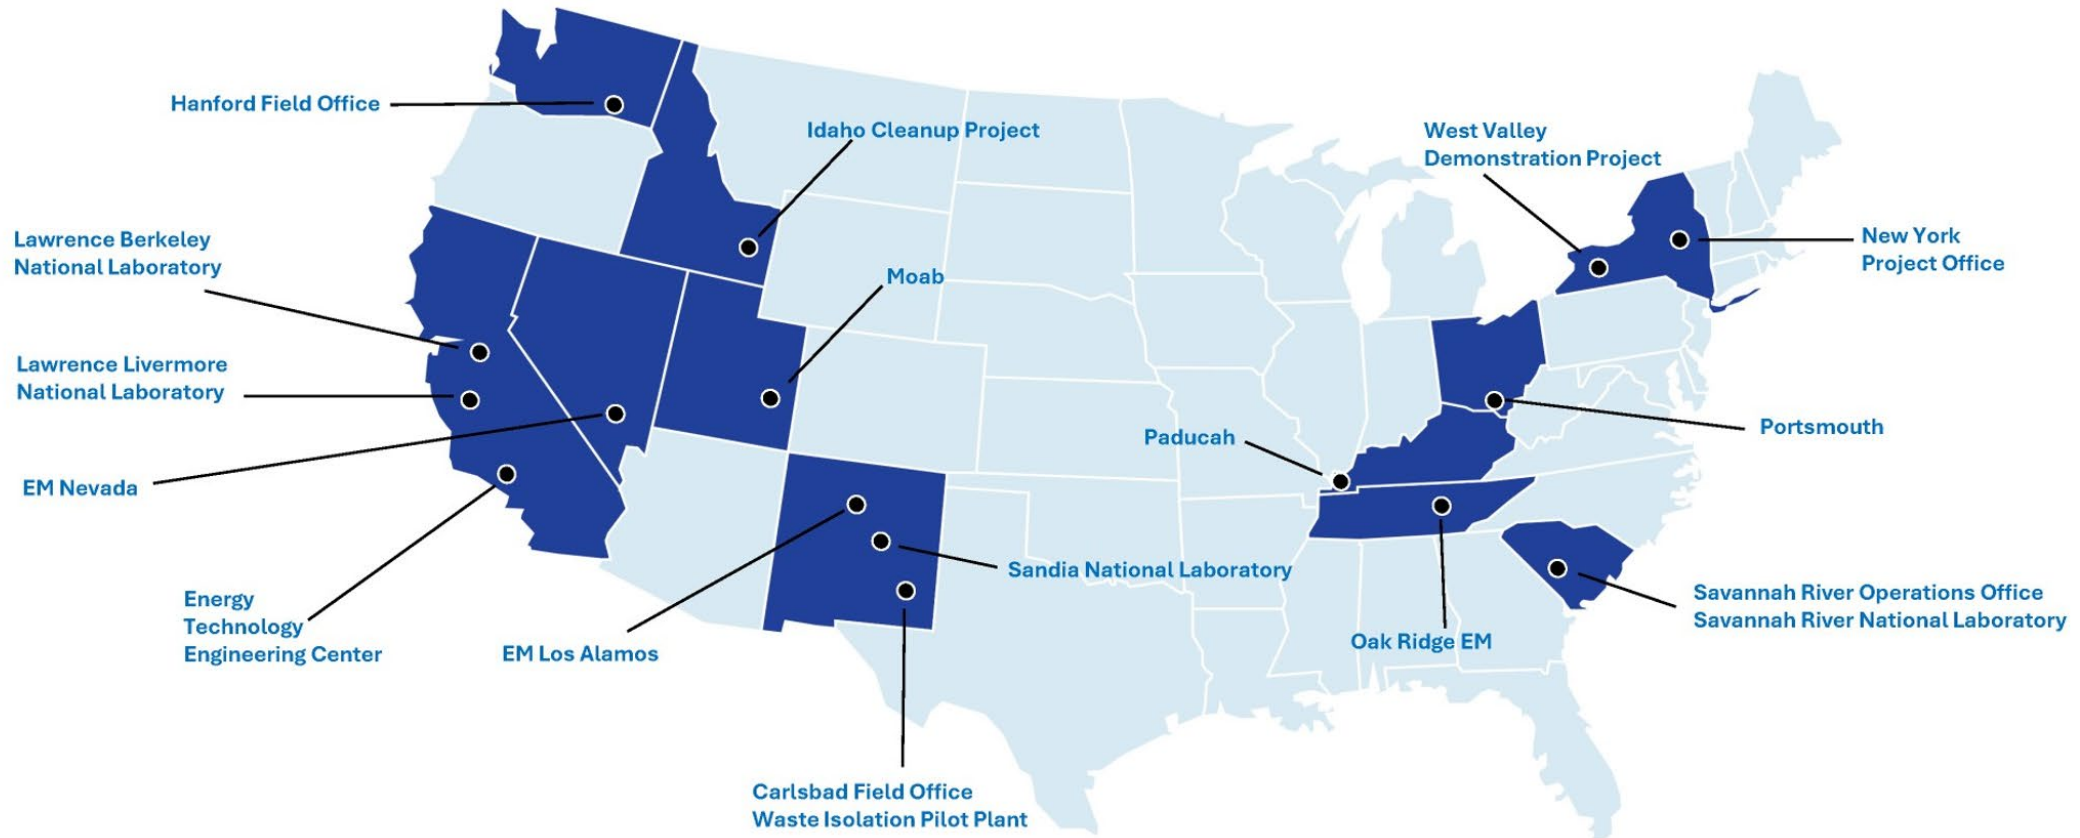 Hanford Field Office
Idaho Cleanup Project
West Valley
Demonstration Project
Lawrence Berkeley
National Laboratory
New York
Project Office
Moab
Lawrence Livermore
National Laboratory
Portsmouth
Paducah
EM Nevada
Sandia National Laboratory
Energy
Technology
Engineering Center
EM Los Alamos
Oak Ridge EM
Savannah River Operations Office
Savannah River National Laboratory
Carlsbad Field Office
Waste Isolation Pilot Plant